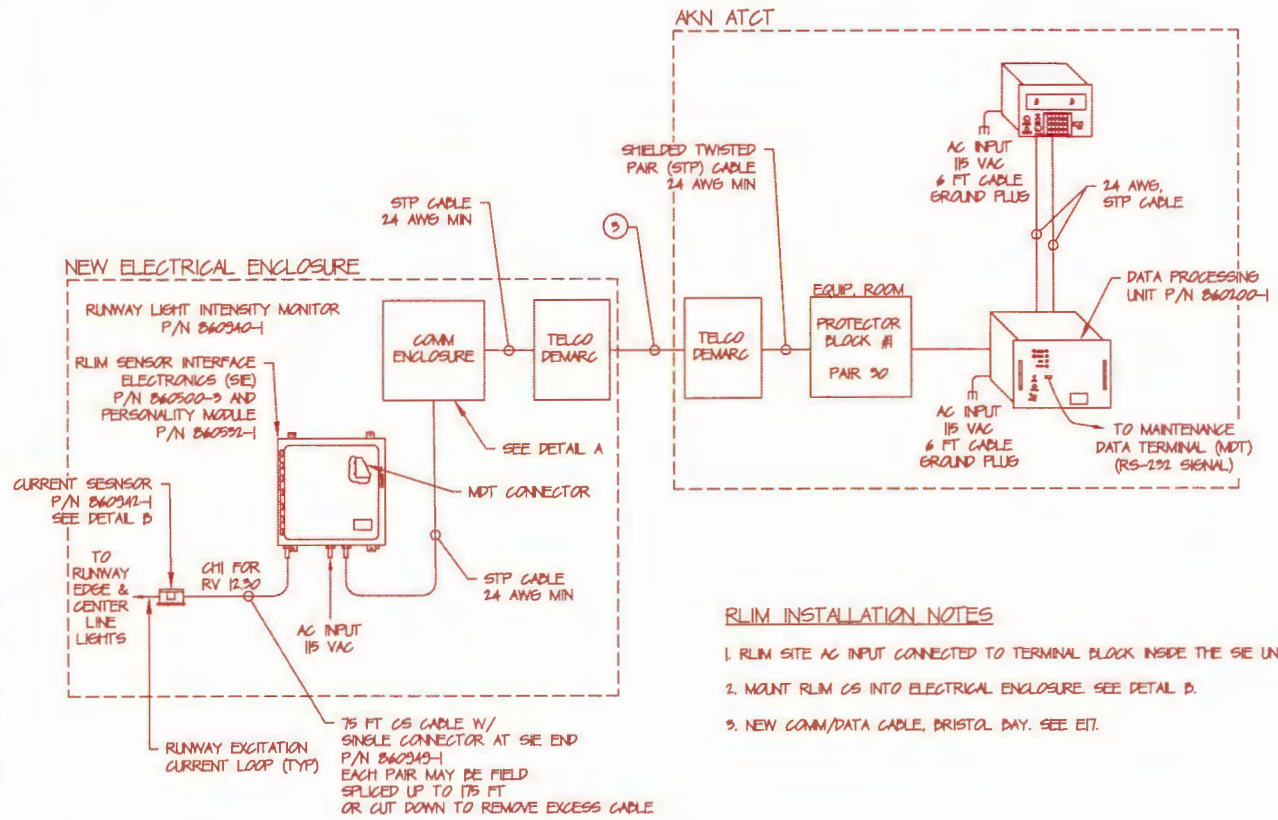 AKN ATCT
AC INPUT
115 VAC
6 FT CABLE
GROUND PLUG
24 AWG,
STP CABLE
SHIELDED TWISTED
PAIR (STP) CABLE
24 AWG MIN
STP CABLE
24 AWG MIN
3
NEW ELECTRICAL ENCLOSURE
RUNWAY LIGHT INTENSITY MONITOR
P/N 860940-1
RLIM SENSOR INTERFACE
ELECTRONICS (SIE)
P/N 860500-3 AND
PERSONALITY MODULE
P/N 860532-1
COMM
ENCLOSURE
TELCO
DEMARC
TELCO
DEMARC
EQUIP. ROOM
PROTECTOR
BLOCK #1
PAIR 30
DATA PROCESSING
UNIT P/N 860200-1
AC INPUT
115 VAC
6 FT CABLE
GROUND PLUG
TO MAINTENANCE
DATA TERMINAL (MDT)
(RS-232 SIGNAL)
SEE DETAIL A
MDT CONNECTOR
CURRENT SESNSOR
P/N 860942-1
SEE DETAIL B
TO
RUNWAY
EDGE &
CENTER
LINE
LIGHTS
CH1 FOR
RV 12.30
AC INPUT
115 VAC
STP CABLE
24 AWG MIN
RUNWAY EXCITATION
CURRENT LOOP (TYP)
75 FT CS CABLE W/
SINGLE CONNECTOR AT SIE END
P/N 860949-1
EACH PAIR MAY BE FIELD
SPLICED UP TO 175 FT
OR CUT DOWN TO REMOVE EXCESS CABLE
RLIM INSTALLATION NOTES
1. RLIM SITE AC INPUT CONNECTED TO TERMINAL BLOCK INSIDE THE SIE UN
2. MOUNT RLIM CS INTO ELECTRICAL ENCLOSURE. SEE DETAIL B.
3. NEW COMM/DATA CABLE, BRISTOL BAY. SEE E17.